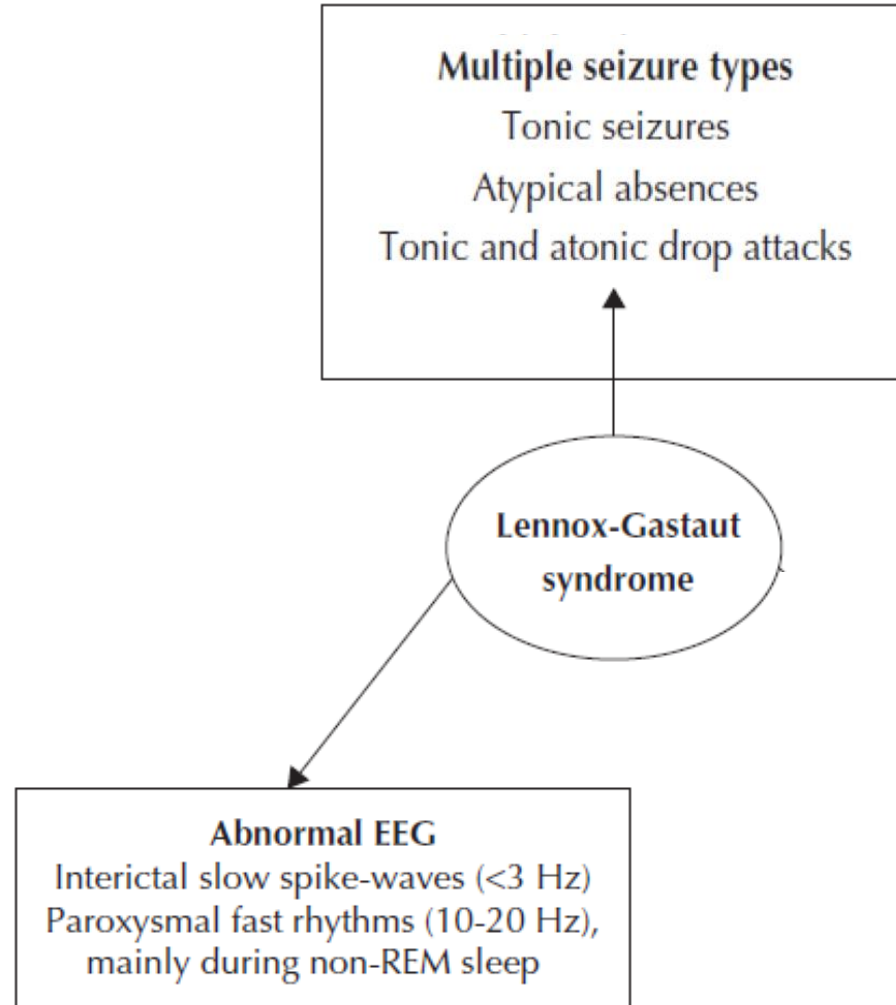 Multiple seizure types
Tonic seizures
Atypical absences
Tonic and atonic drop attacks
Lennox-Gastaut
syndrome
Abnormal EEG
Interictal slow spike-waves (<3 Hz)
Paroxysmal fast rhythms (10-20 Hz),
mainly during non-REM sleep